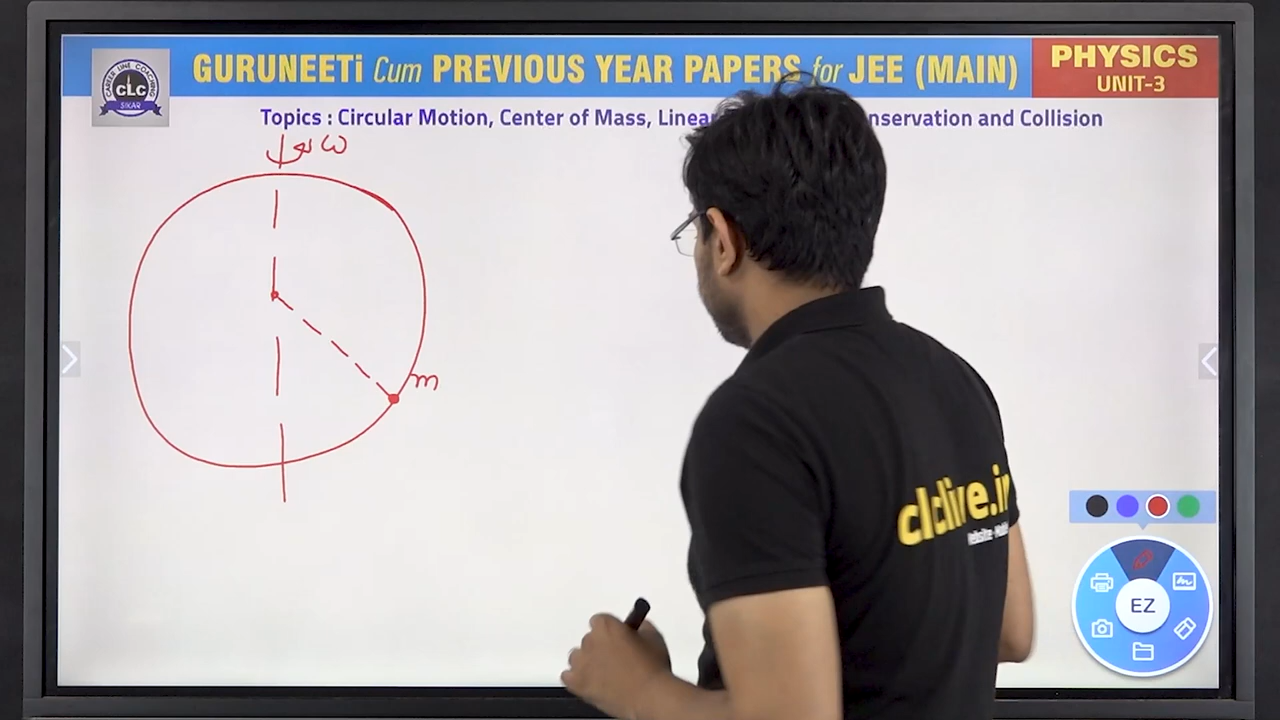 GURUNEETi Cum PREVIOUS YEAR PAPERS for JEE (MAIN)
PHYSICS
UNIT-3
CAREER LINE COACHING
CLC
SIKAR
Topics : Circular Motion, Center of Mass, Linear nservation and Collision
ω
m
clclive.in
EZ